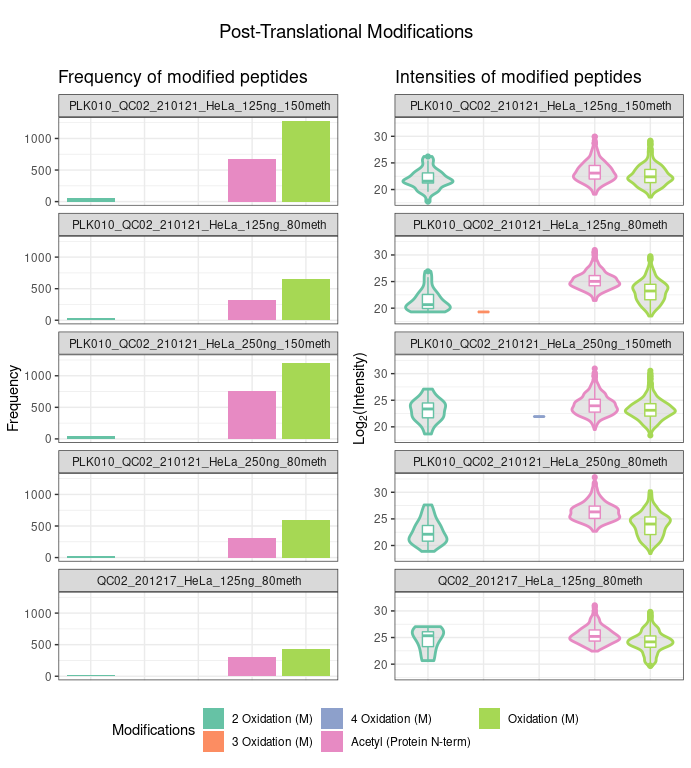 Post-Translational Modifications
Frequency of modified peptides
Intensities of modified peptides
PLK010_QC02_210121_HeLa_125ng_150meth
1000
500
0
PLK010_QC02_210121_HeLa_125ng_80meth
1000
500
0
PLK010_QC02_210121_HeLa_250ng_150meth
1000
500
0
PLK010_QC02_210121_HeLa_250ng_80meth
1000
500
0
QC02_201217_HeLa_125ng_80meth
1000
500
0
Frequency
PLK010_QC02_210121_HeLa_125ng_150meth
30
25
20
PLK010_QC02_210121_HeLa_125ng_80meth
30
25
20
PLK010_QC02_210121_HeLa_250ng_150meth
30
25
20
PLK010_QC02_210121_HeLa_250ng_80meth
30
25
20
QC02_201217_HeLa_125ng_80meth
30
25
20
Log₂(Intensity)
Modifications
2 Oxidation (M)
4 Oxidation (M)
Oxidation (M)
3 Oxidation (M)
Acetyl (Protein N-term)